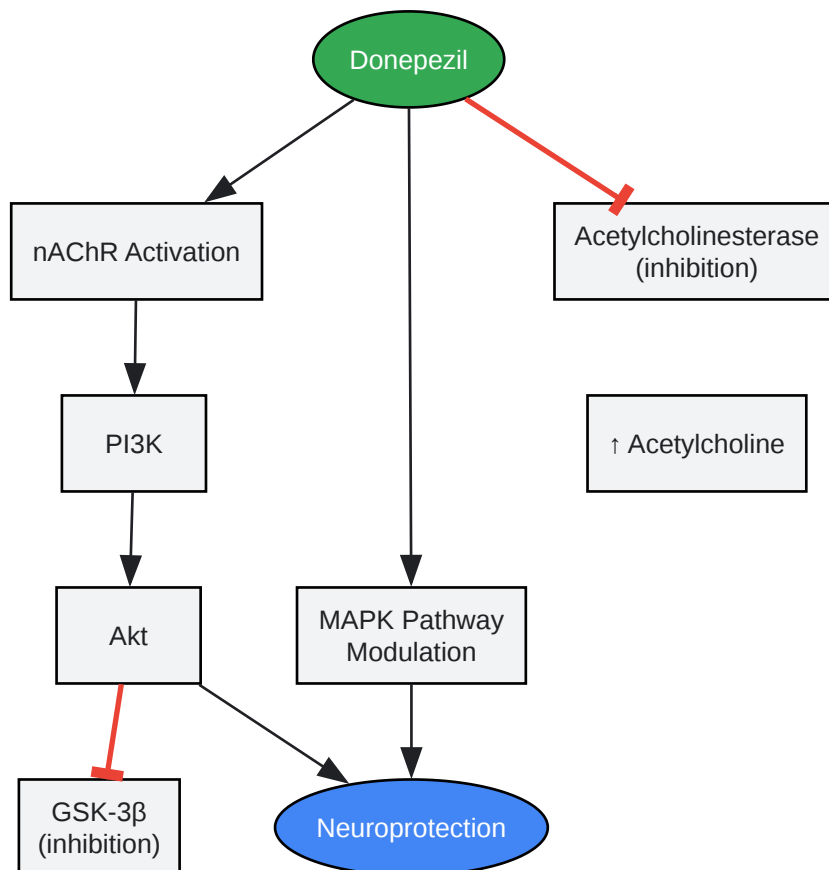 Donepezil
nAChR Activation
Acetylcholinesterase
(inhibition)
PI3K
↑ Acetylcholine
Akt
MAPK Pathway
Modulation
GSK-3β
(inhibition)
Neuroprotection